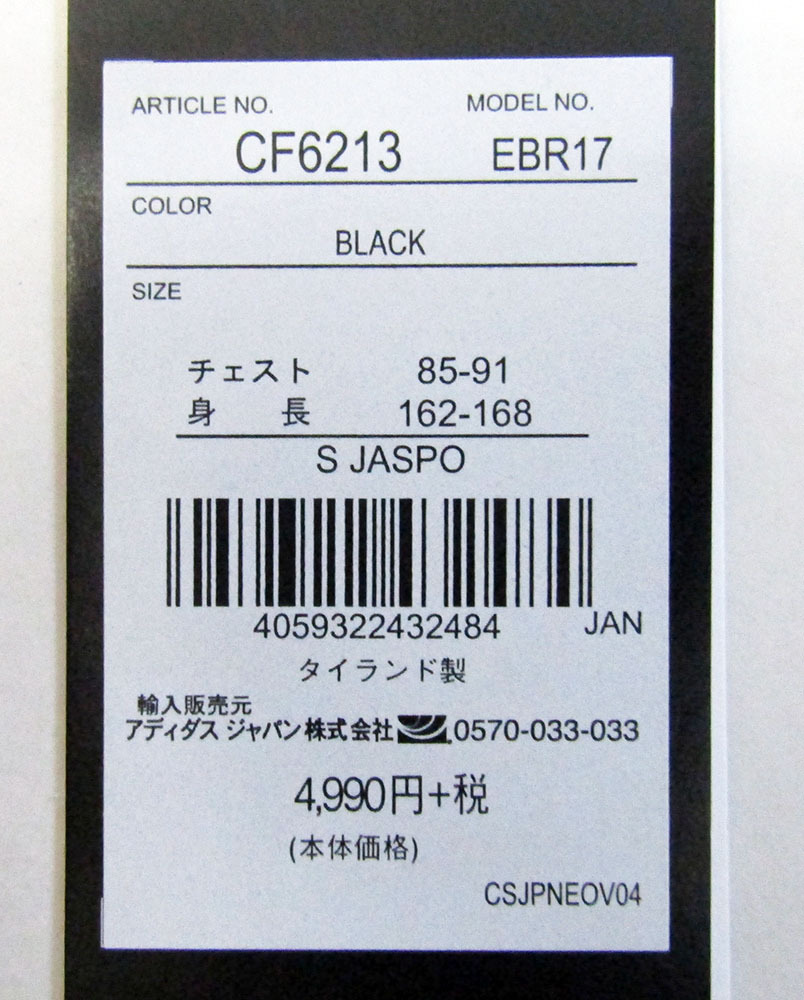 ARTICLE NO. MODEL NO.
CF6213 EBR17
COLOR
BLACK
SIZE
チェスト 85-91
身長 162-168
S JASPO
4059322432484 JAN
タイランド製
輸入販売元
アディダス ジャパン株式会社 0570-033-033
4,990円+税
(本体価格)
CSJPNEOV04